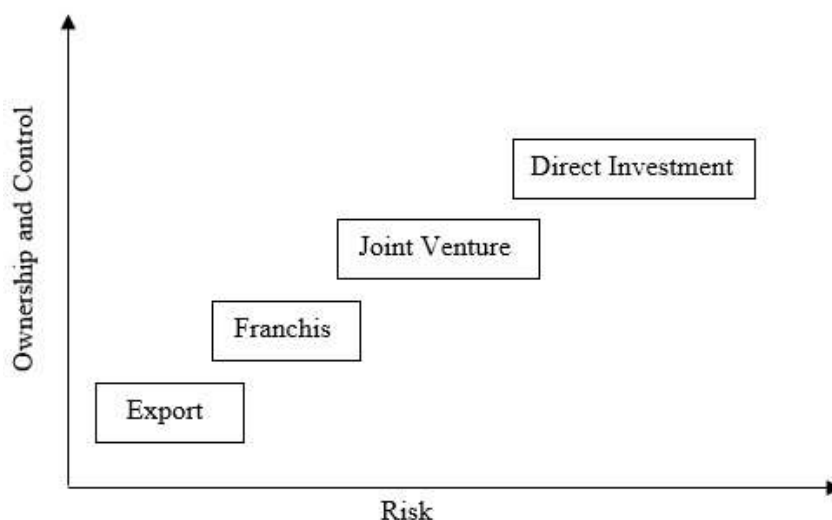 Ownership and Control
Direct Investment
Joint Venture
Franchis
Export
Risk